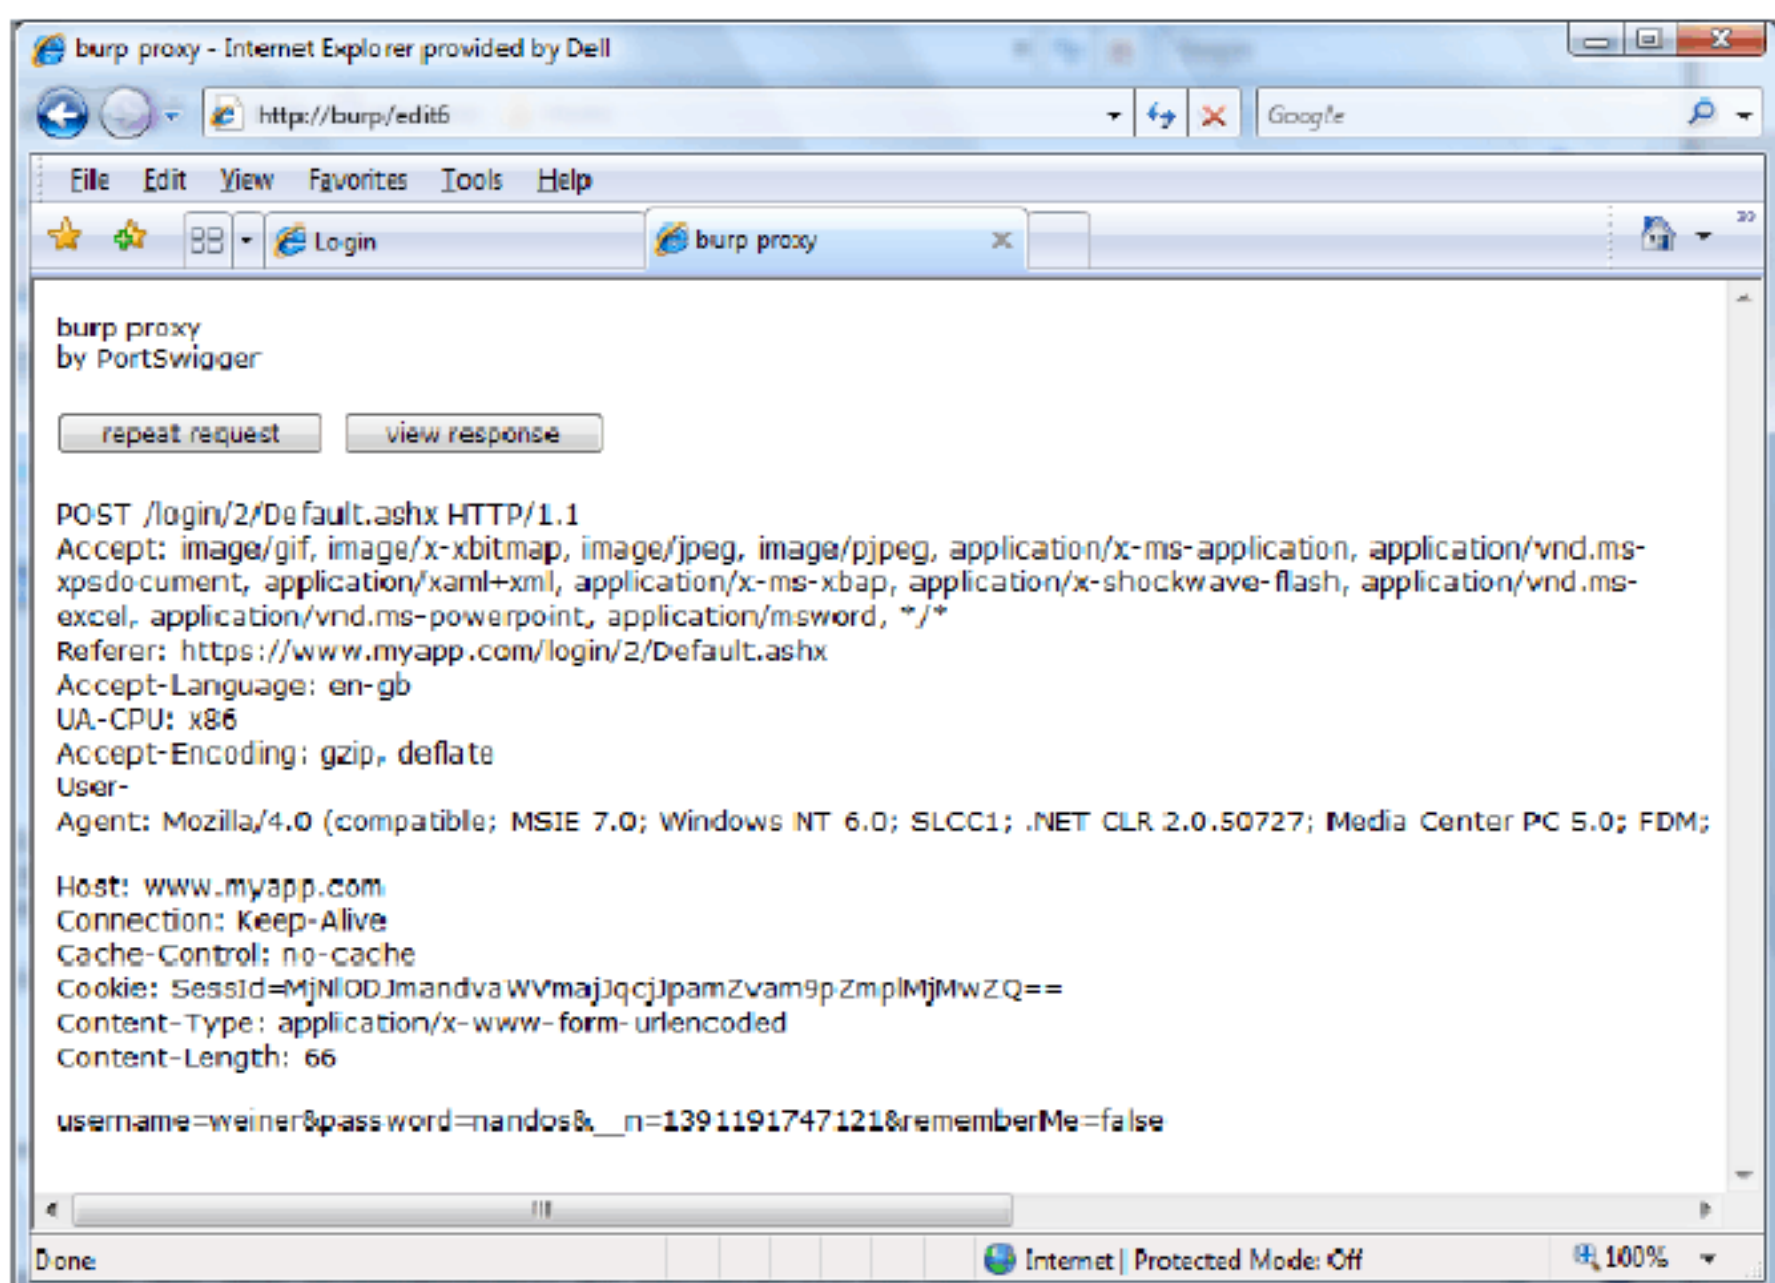 burp proxy - Internet Explorer provided by Dell
http://burp/edit6
Google
File Edit View Favorites Tools Help
Login
burp proxy
burp proxy
by PortSwigger
repeat request view response
POST /login/2/Default.ashx HTTP/1.1
Accept: image/gif, image/x-xbitmap, image/jpeg, image/pjpeg, application/x-ms-application, application/vnd.ms-
xpsdocument, application/xaml+xml, application/x-ms-xbap, application/x-shockwave-flash, application/vnd.ms-
excel, application/vnd.ms-powerpoint, application/msword, */*
Referer: https://www.myapp.com/login/2/Default.ashx
Accept-Language: en-gb
UA-CPU: x86
Accept-Encoding: gzip, deflate
User-
Agent: Mozilla/4.0 (compatible; MSIE 7.0; Windows NT 6.0; SLCC1; .NET CLR 2.0.50727; Media Center PC 5.0; FDM;
Host: www.myapp.com
Connection: Keep-Alive
Cache-Control: no-cache
Cookie: SessId=MjNlODJmandvaWVmajJqcjJpamZvam9pZmplMjMwZQ==
Content-Type: application/x-www-form-urlencoded
Content-Length: 66
username=weiner&password=nandos&__n=1391191747121&rememberMe=false
Done
Internet | Protected Mode: Off
100%